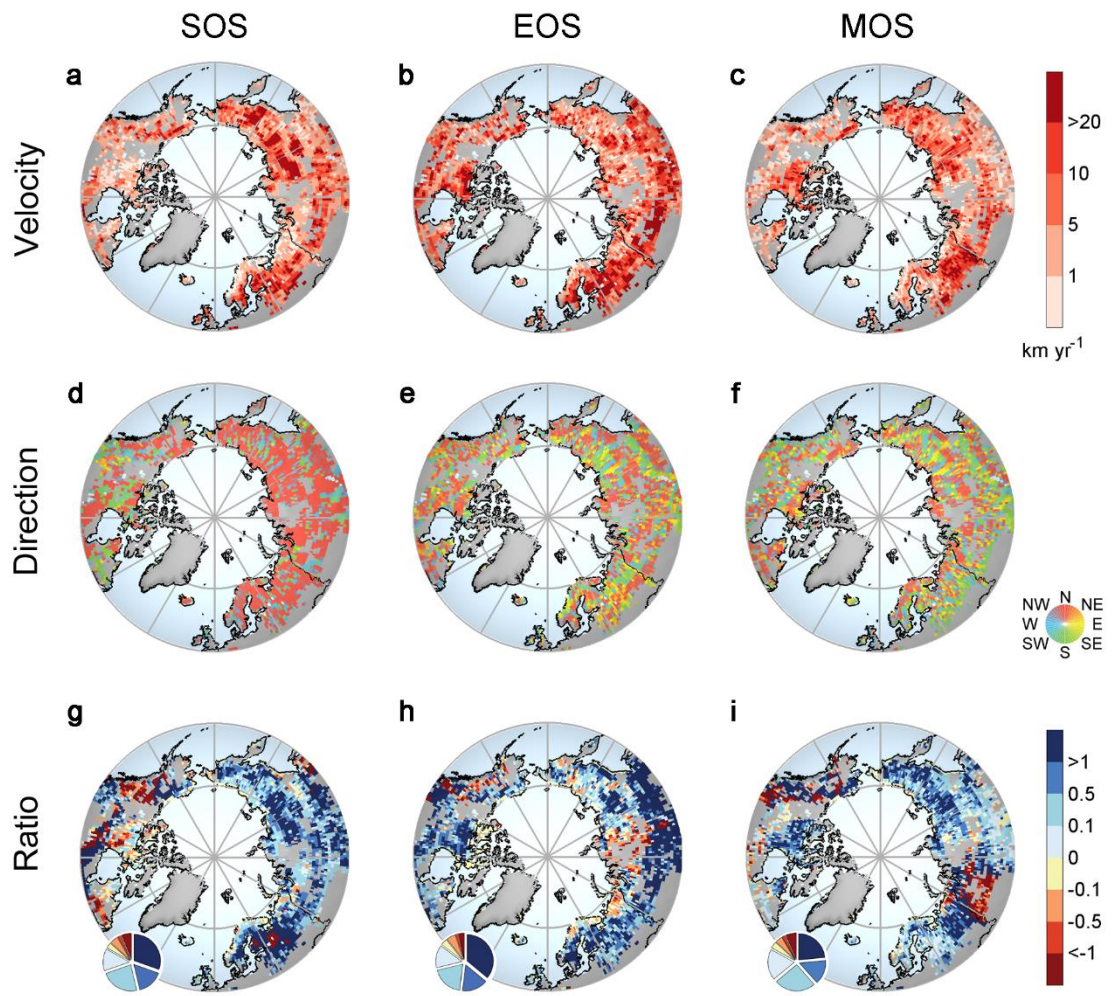 SOS EOS MOS
a b c
Velocity
>20
10
5
1
km yr-1
d e f
Direction
N
NW NE
W E
SW SE
S
g h i
Ratio
>1
0.5
0.1
0
-0.1
-0.5
<-1